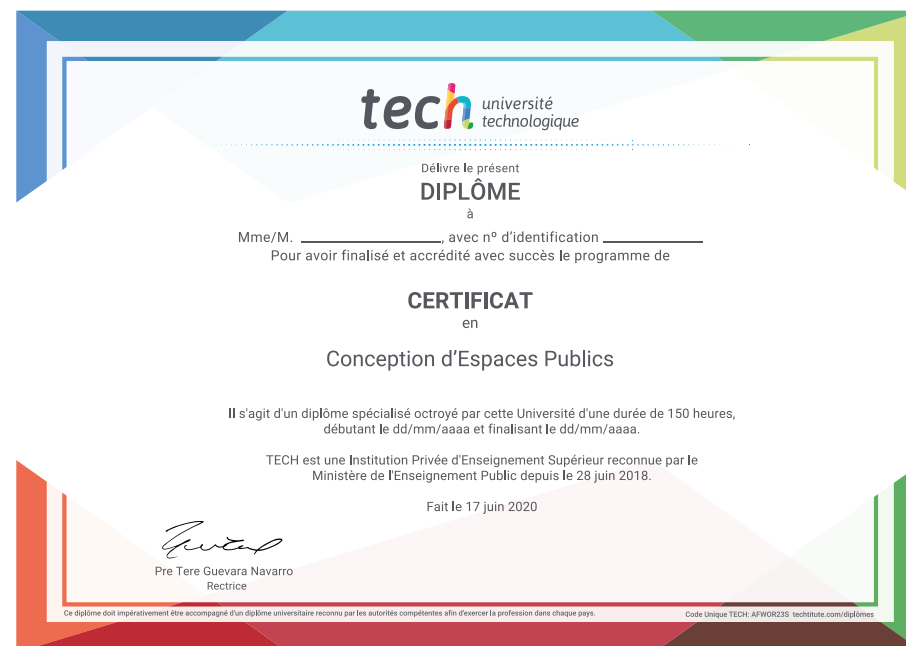 tech université
technologique
Délivre le présent
DIPLÔME
à
Mme/M. ____________________, avec nº d'identification ______________
Pour avoir finalisé et accrédité avec succès le programme de
CERTIFICAT
en
Conception d'Espaces Publics
Il s'agit d'un diplôme spécialisé octroyé par cette Université d'une durée de 150 heures,
débutant le dd/mm/aaaa et finalisant le dd/mm/aaaa.
TECH est une Institution Privée d'Enseignement Supérieur reconnue par le
Ministère de l'Enseignement Public depuis le 28 juin 2018.
Fait le 17 juin 2020
Pre Tere Guevara Navarro
Rectrice
Ce diplôme doit impérativement être accompagné d'un diplôme universitaire reconnu par les autorités compétentes afin d'exercer la profession dans chaque pays.
Code Unique TECH: AFWOR23S techtitute.com/diplômes